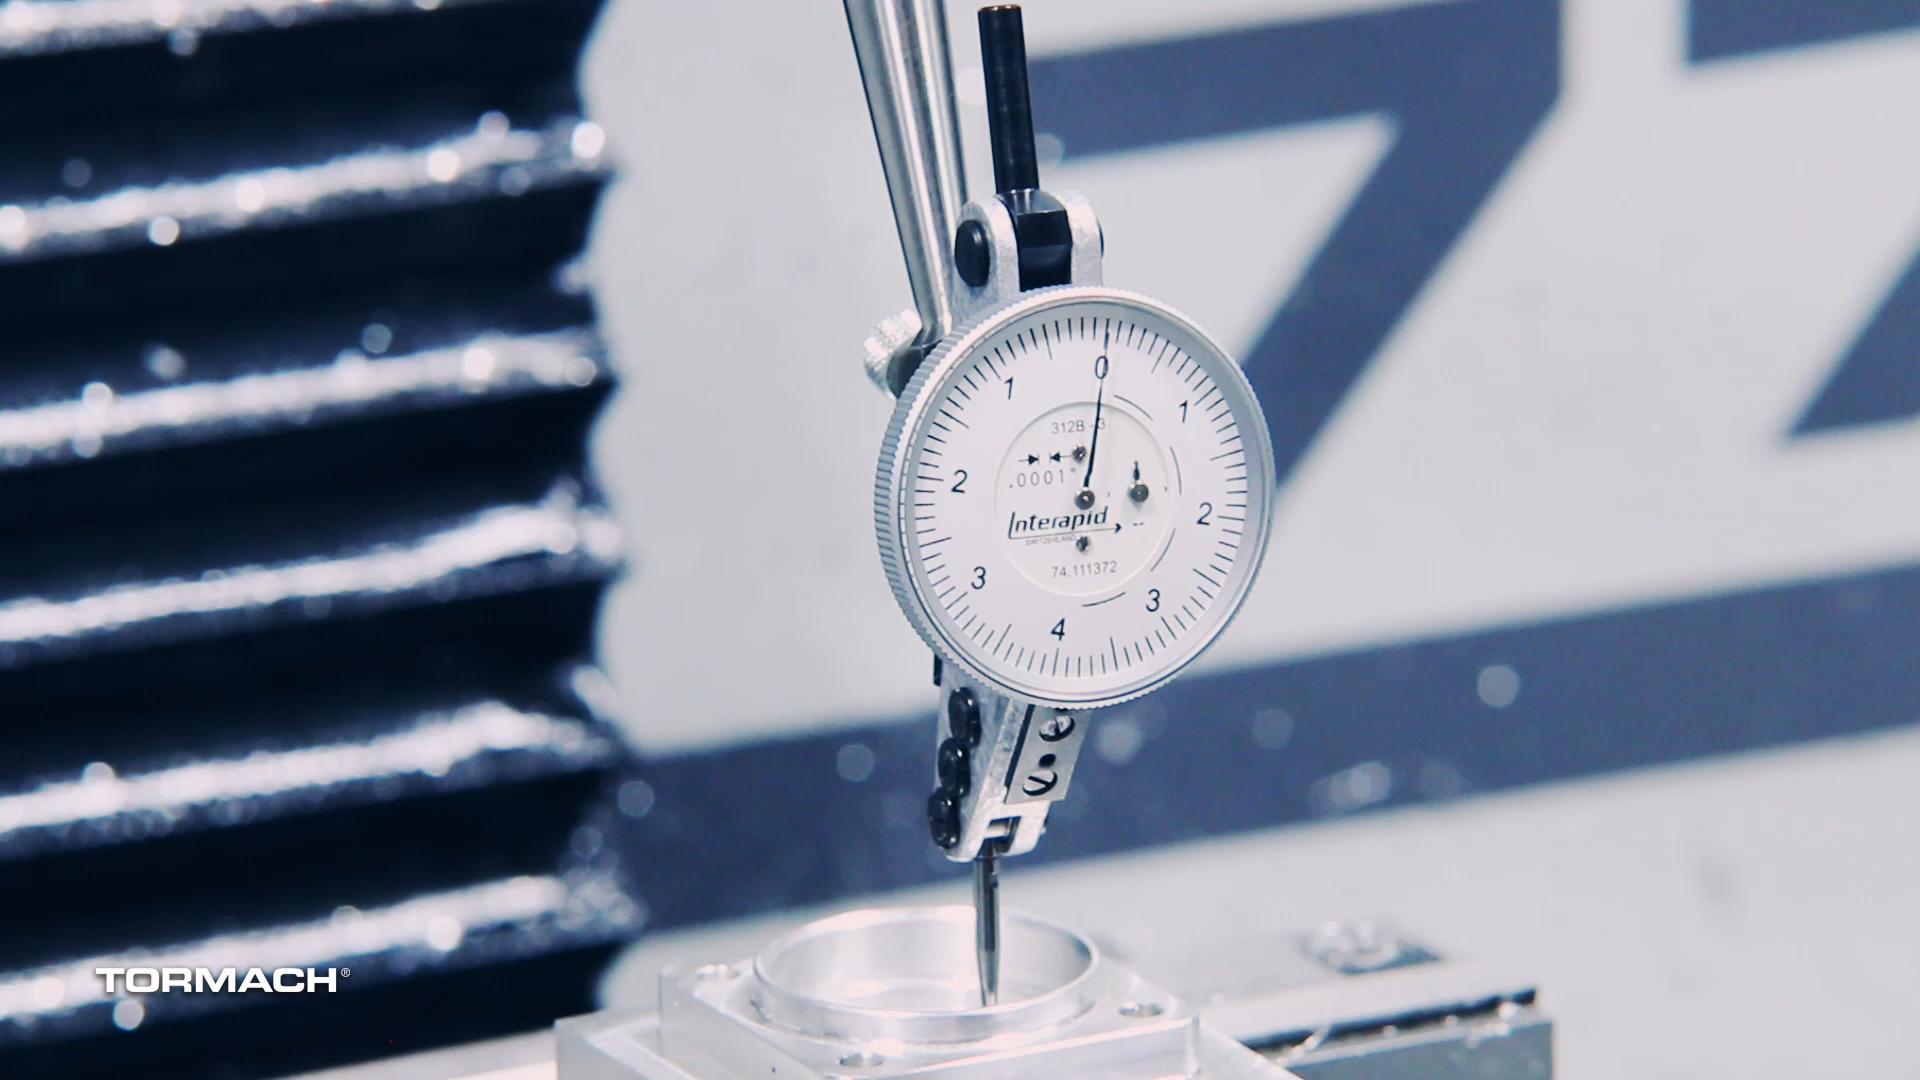 0
1 1
312B - 3
.0001"
2 2
Interapid
SWITZERLAND
3 3
74.111372
4
TORMACH®